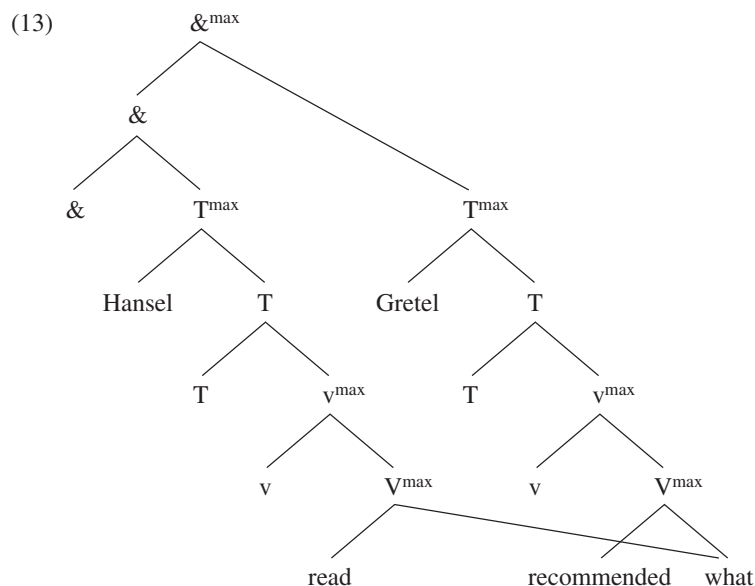 (13) &ᵐᵃˣ
&
& Tᵐᵃˣ Tᵐᵃˣ
Hansel T Gretel T
T vᵐᵃˣ T vᵐᵃˣ
v Vᵐᵃˣ v Vᵐᵃˣ
read recommended what